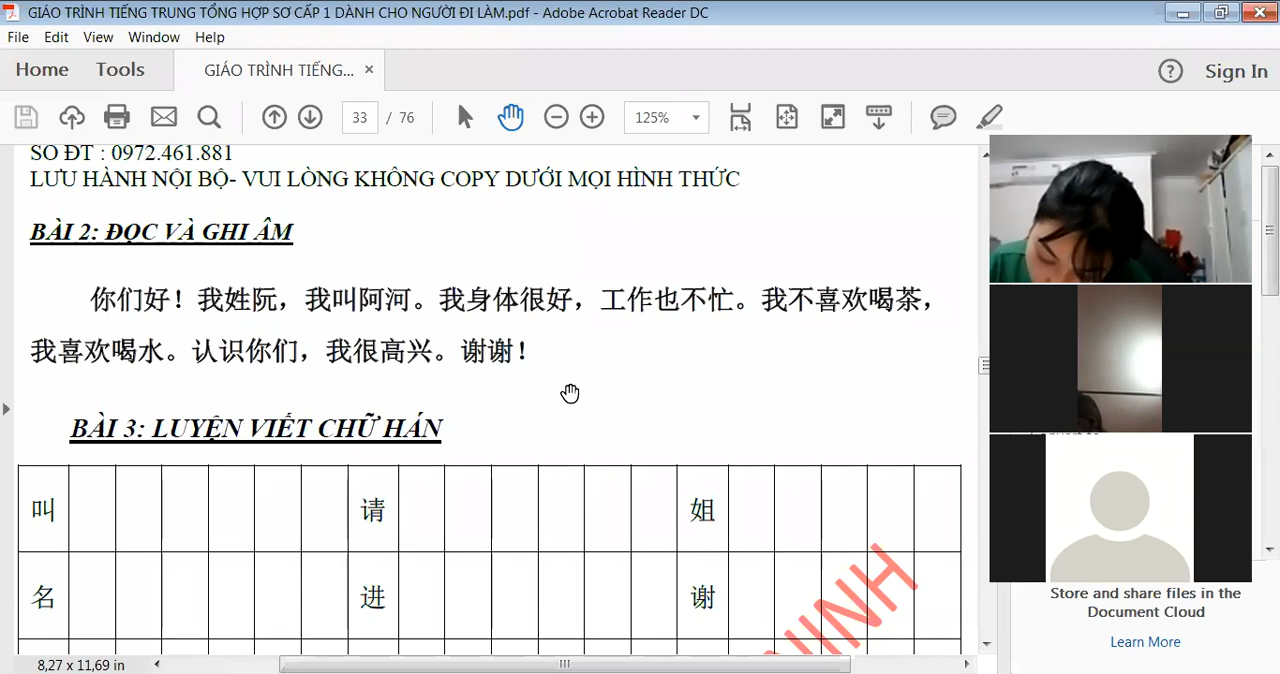 GIÁO TRÌNH TIẾNG TRUNG TỔNG HỢP SƠ CẤP 1 DÀNH CHO NGƯỜI ĐI LÀM.pdf - Adobe Acrobat Reader DC
File Edit View Window Help
Home Tools GIÁO TRÌNH TIẾNG... × ? Sign In
33 / 76 125%
SO ĐT : 0972.461.881
LƯU HÀNH NỘI BỘ- VUI LÒNG KHÔNG COPY DƯỚI MỌI HÌNH THỨC
BÀI 2: ĐỌC VÀ GHI ÂM
你们好！我姓阮，我叫阿河。我身体很好，工作也不忙。我不喜欢喝茶，
我喜欢喝水。认识你们，我很高兴。谢谢！
BÀI 3: LUYỆN VIẾT CHỮ HÁN
叫 请 姐
名 进 谢
NINH
Store and share files in the
Document Cloud
Learn More
8,27 x 11,69 in